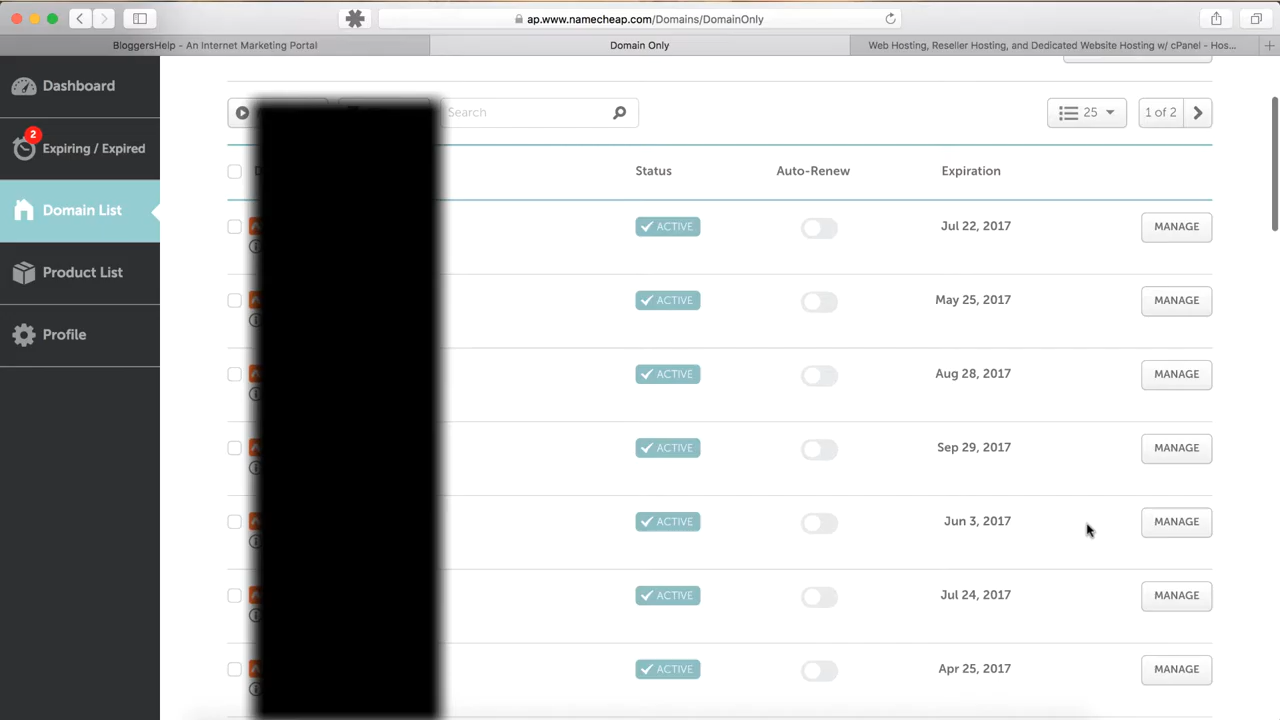 ap.www.namecheap.com/Domains/DomainOnly
BloggersHelp - An Internet Marketing Portal
Domain Only
Web Hosting, Reseller Hosting, and Dedicated Website Hosting w/ cPanel - Hos...
Dashboard
2
Expiring / Expired
Domain List
Product List
Profile
Search
25
1 of 2
Status Auto-Renew Expiration
ACTIVE Jul 22, 2017 MANAGE
ACTIVE May 25, 2017 MANAGE
ACTIVE Aug 28, 2017 MANAGE
ACTIVE Sep 29, 2017 MANAGE
ACTIVE Jun 3, 2017 MANAGE
ACTIVE Jul 24, 2017 MANAGE
ACTIVE Apr 25, 2017 MANAGE